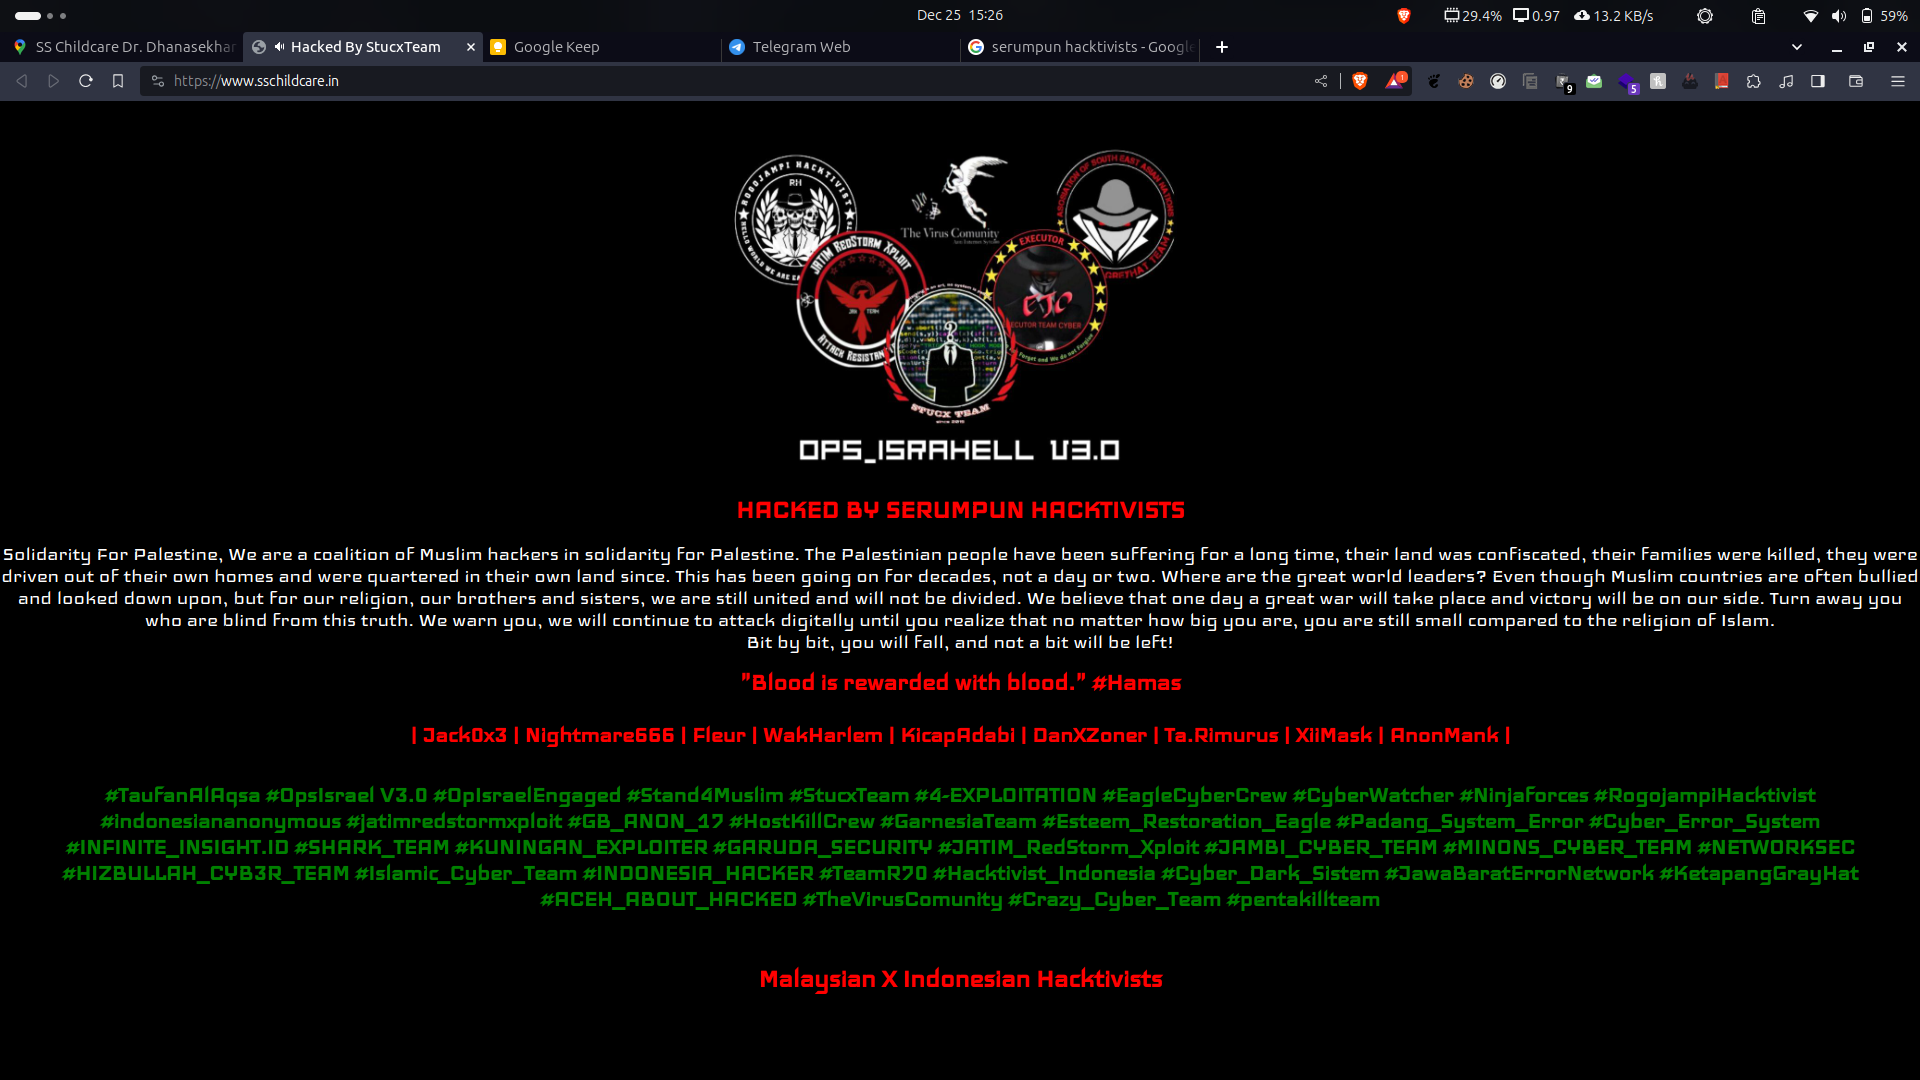 Dec 25 15:26
29.4%
0.97
13.2 KB/s
59%
SS Childcare Dr. Dhanasekhar
Hacked By StucxTeam
Google Keep
Telegram Web
serumpun hacktivists - Google
https://www.sschildcare.in
1
9
5
ROGOJAMPI HACKTIVIST
RH
HELLO WORLD WE ARE
The Virus Comunity
JATIM REDSTORM XPLOIT
EXECUTOR
ETC
ECUTOR TEAM CYBER
STUCX TEAM
OPS_ISRAHELL V3.0
HACKED BY SERUMPUN HACKTIVISTS
Solidarity For Palestine, We are a coalition of Muslim hackers in solidarity for Palestine. The Palestinian people have been suffering for a long time, their land was confiscated, their families were killed, they were
driven out of their own homes and were quartered in their own land since. This has been going on for decades, not a day or two. Where are the great world leaders? Even though Muslim countries are often bullied
and looked down upon, but for our religion, our brothers and sisters, we are still united and will not be divided. We believe that one day a great war will take place and victory will be on our side. Turn away you
who are blind from this truth. We warn you, we will continue to attack digitally until you realize that no matter how big you are, you are still small compared to the religion of Islam.
Bit by bit, you will fall, and not a bit will be left!
"Blood is rewarded with blood." #Hamas
| Jack0x3 | Nightmare666 | Fleur | WakHarlem | KicapAdabi | DanXZoner | Ta.Rimurus | XiiMask | AnonMank |
#TaufanAlAqsa #OpsIsrael V3.0 #OpIsraelEngaged #Stand4Muslim #StucxTeam #4-EXPLOITATION #EagleCyberCrew #CyberWatcher #NinjaForces #RogojampiHacktivist
#indonesiananonymous #jatimredstormxploit #GB_ANON_17 #HostKillCrew #GarnesiaTeam #Esteem_Restoration_Eagle #Padang_System_Error #Cyber_Error_System
#INFINITE_INSIGHT.ID #SHARK_TEAM #KUNINGAN_EXPLOITER #GARUDA_SECURITY #JATIM_RedStorm_Xploit #JAMBI_CYBER_TEAM #MINONS_CYBER_TEAM #NETWORKSEC
#HIZBULLAH_CYB3R_TEAM #Islamic_Cyber_Team #INDONESIA_HACKER #TeamR70 #Hacktivist_Indonesia #Cyber_Dark_Sistem #JawaBaratErrorNetwork #KetapangGrayHat
#ACEH_ABOUT_HACKED #TheVirusComunity #Crazy_Cyber_Team #pentakillteam
Malaysian X Indonesian Hacktivists